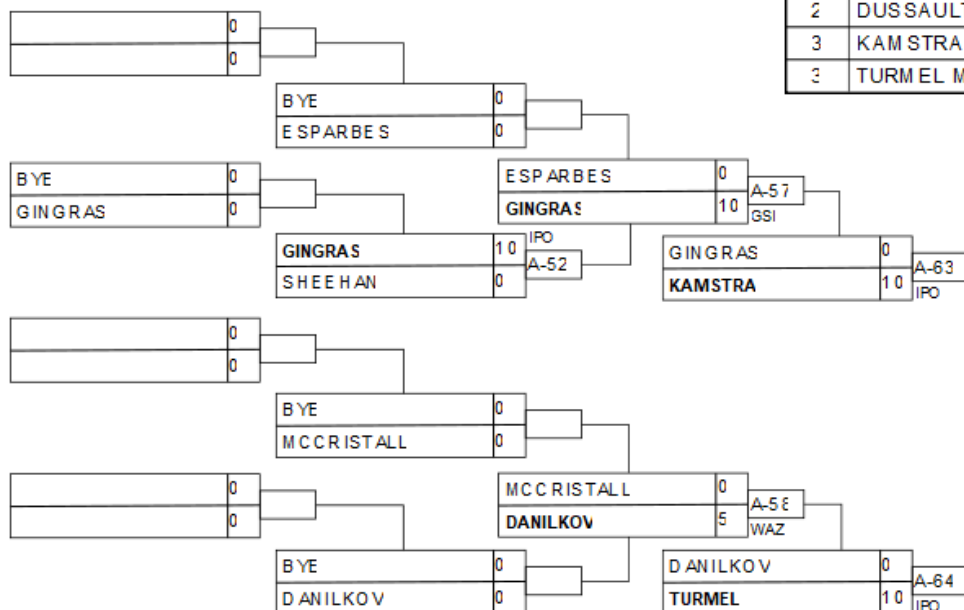 0
0
2 DUSSAULT
3 KAMSTRA
3 TURMEL M
BYE 0
ESPARBES 0
BYE 0
GINGRAS 0
ESPARBES 0
GINGRAS 10
A-57
GSI
GINGRAS 10
SHEEHAN 0
IPO
A-52
GINGRAS 0
KAMSTRA 10
A-63
IPO
0
0
BYE 0
MCCRISTALL 0
0
0
MCCRISTALL 0
DANILKOV 5
A-58
WAZ
BYE 0
DANILKOV 0
DANILKOV 0
TURMEL 10
A-64
IPO